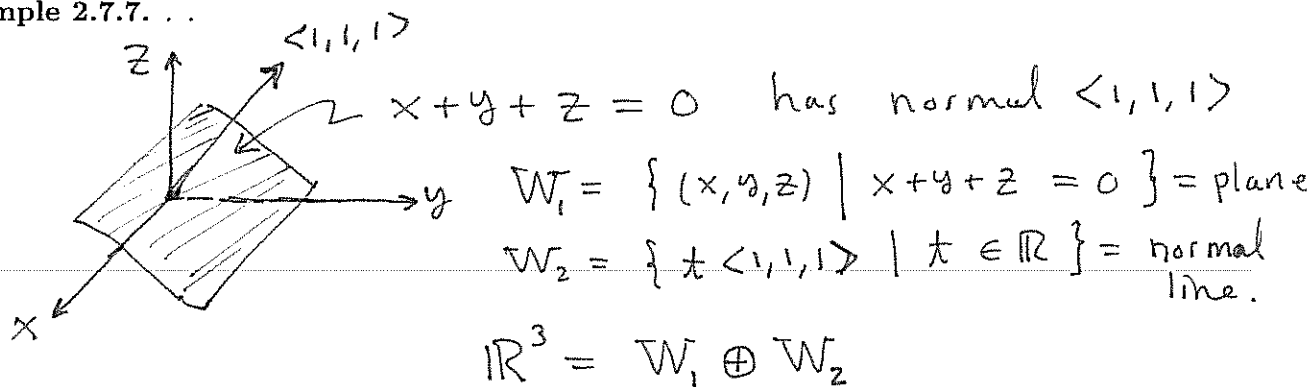 mple 2.7.7. . .
<1,1,1>
z
x+y+z = 0 has normal <1,1,1>
W₁ = { (x,y,z) | x+y+z = 0 } = plane
y
W₂ = { t <1,1,1> | t ∈ ℝ } = normal
line.
x
ℝ³ = W₁ ⊕ W₂